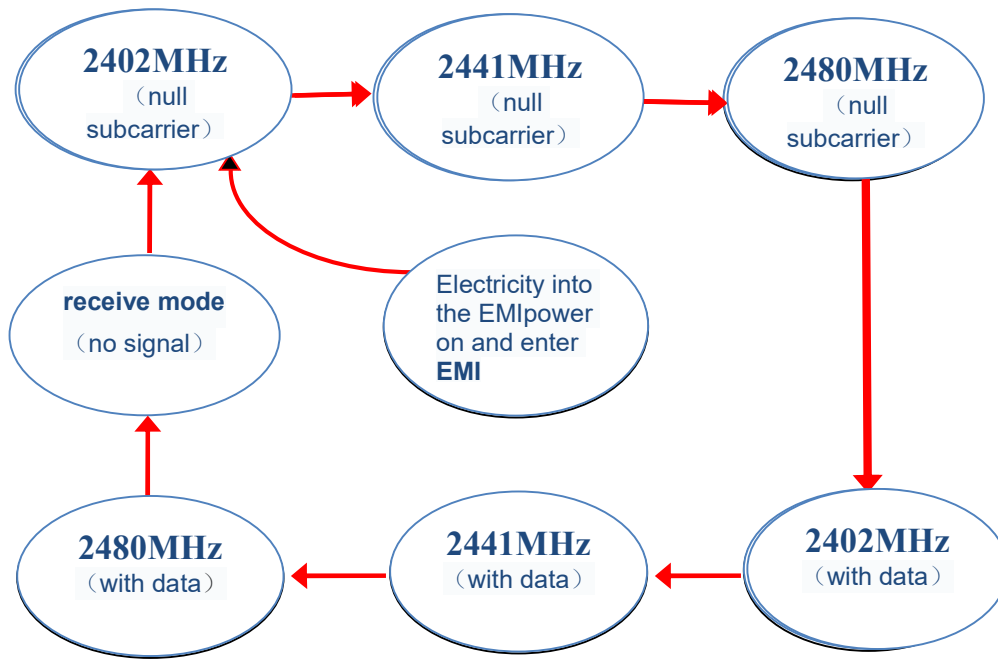 2402MHz
（null
subcarrier）
2441MHz
（null
subcarrier）
2480MHz
（null
subcarrier）
receive mode
（no signal）
Electricity into
the EMIpower
on and enter
EMI
2480MHz
（with data）
2441MHz
（with data）
2402MHz
（with data）